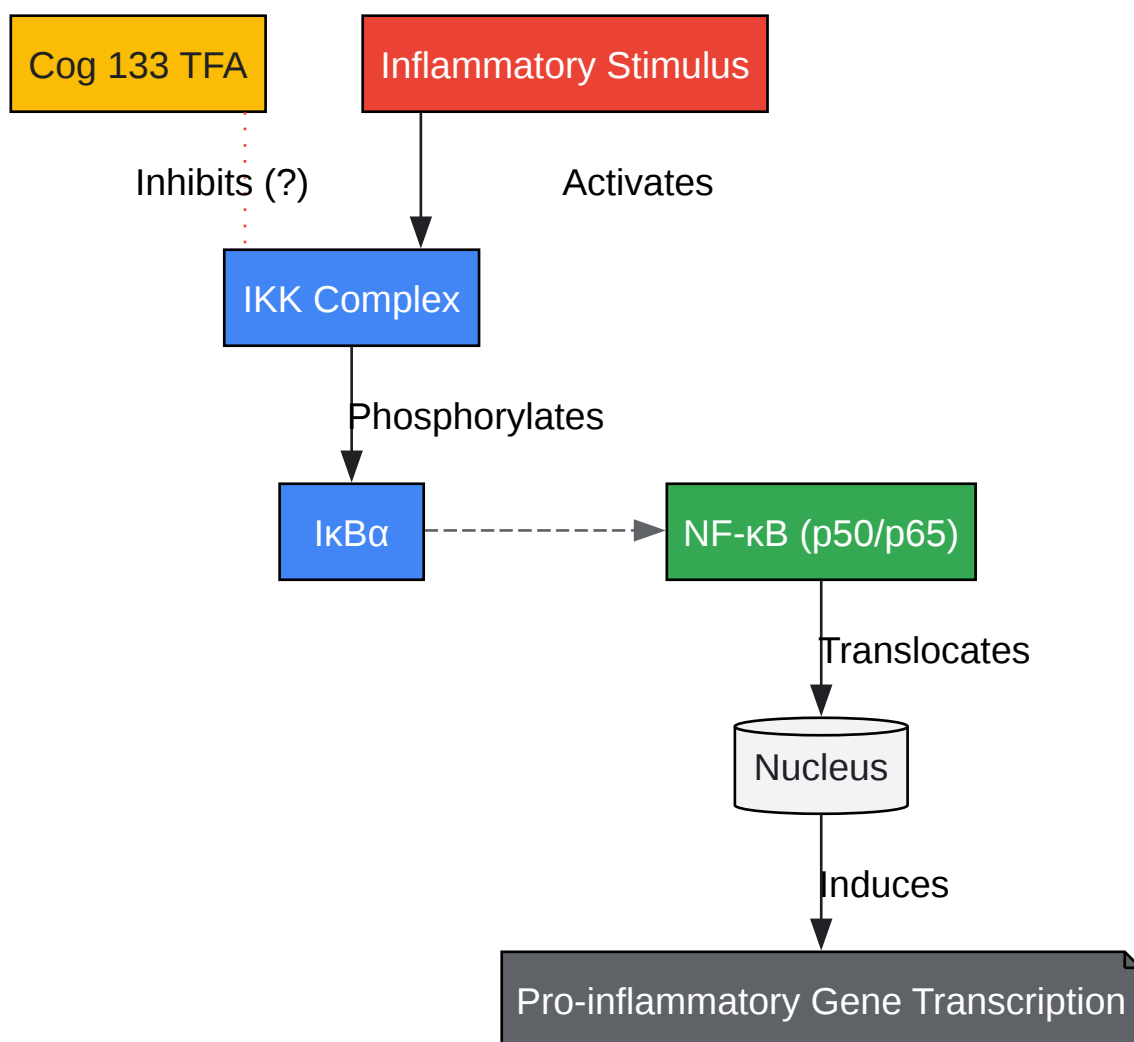 Cog 133 TFA
Inflammatory Stimulus
Inhibits (?)
Activates
IKK Complex
Phosphorylates
IκBα
NF-κB (p50/p65)
Translocates
Nucleus
Induces
Pro-inflammatory Gene Transcription